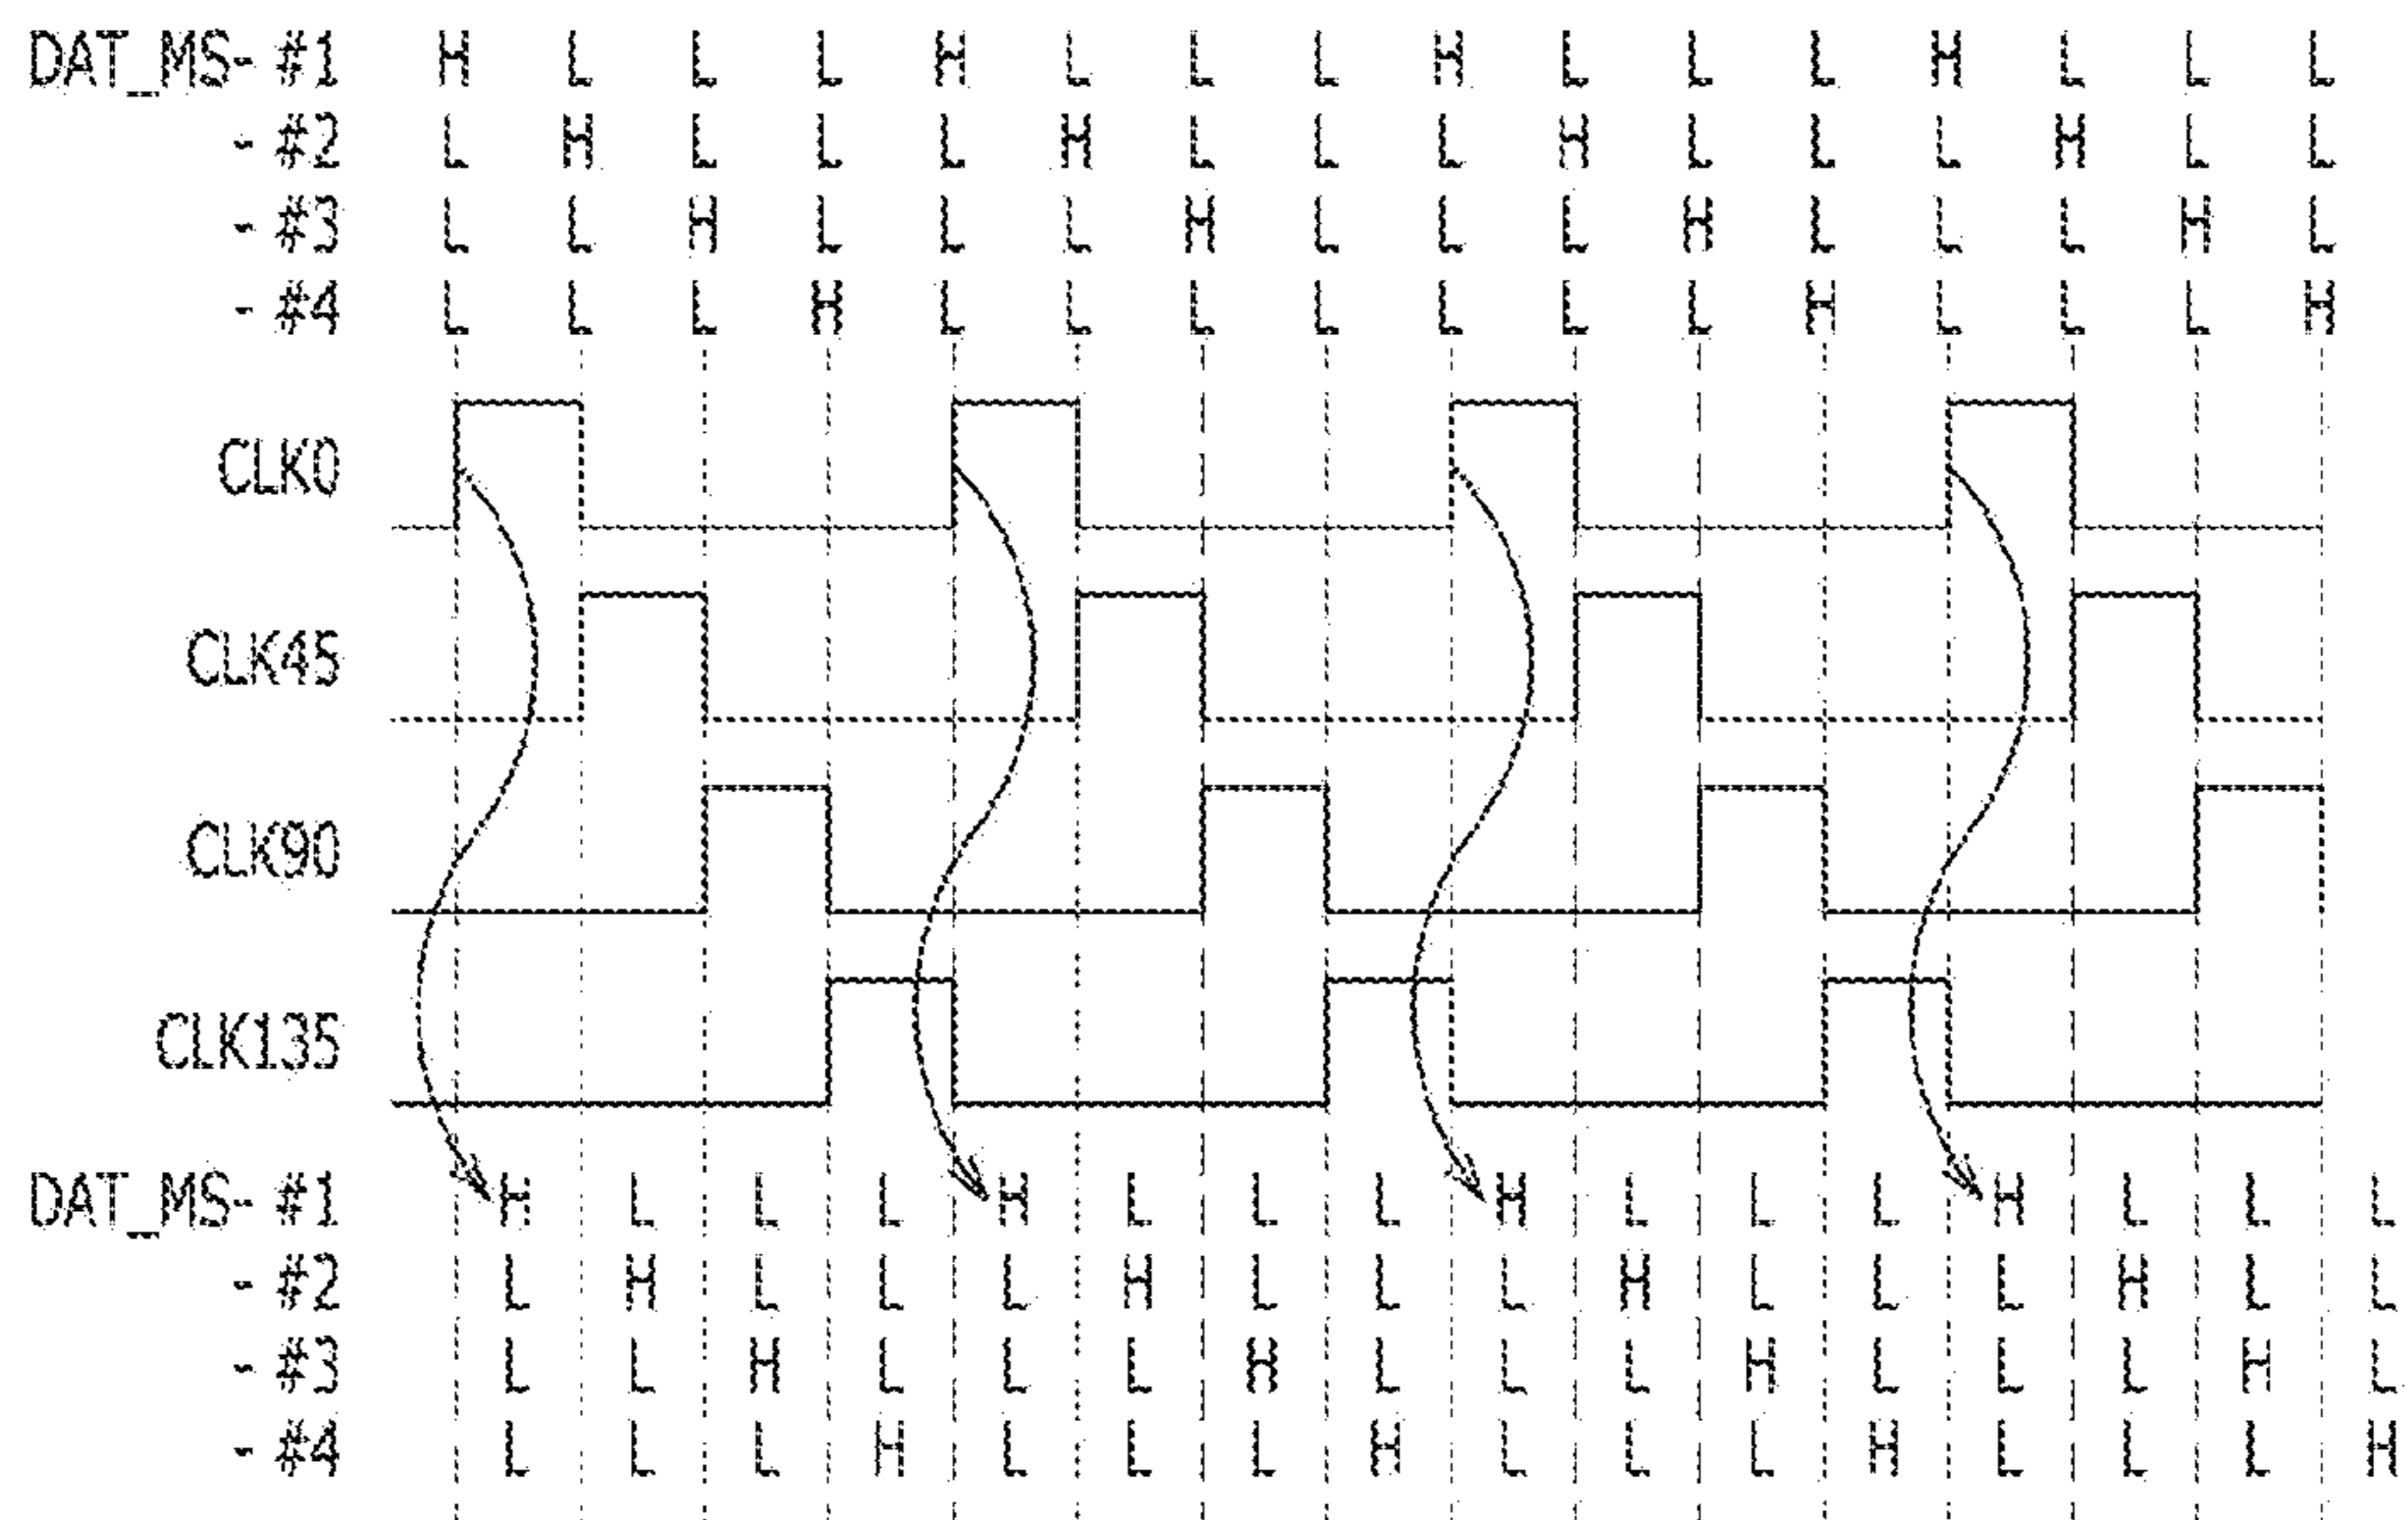 DAT_MS- #1 H L L L H L L L H L L L H L L L
- #2 L H L L L H L L L H L L L H L L
- #3 L L H L L L H L L L H L L L H L
- #4 L L L H L L L L L L L H L L L H
CLK0
CLK45
CLK90
CLK135
DAT_MS- #1 H L L L H L L L H L L L H L L L
- #2 L H L L L H L L L H L L L H L L
- #3 L L H L L L H L L L H L L L H L
- #4 L L L H L L L H L L L H L L L H